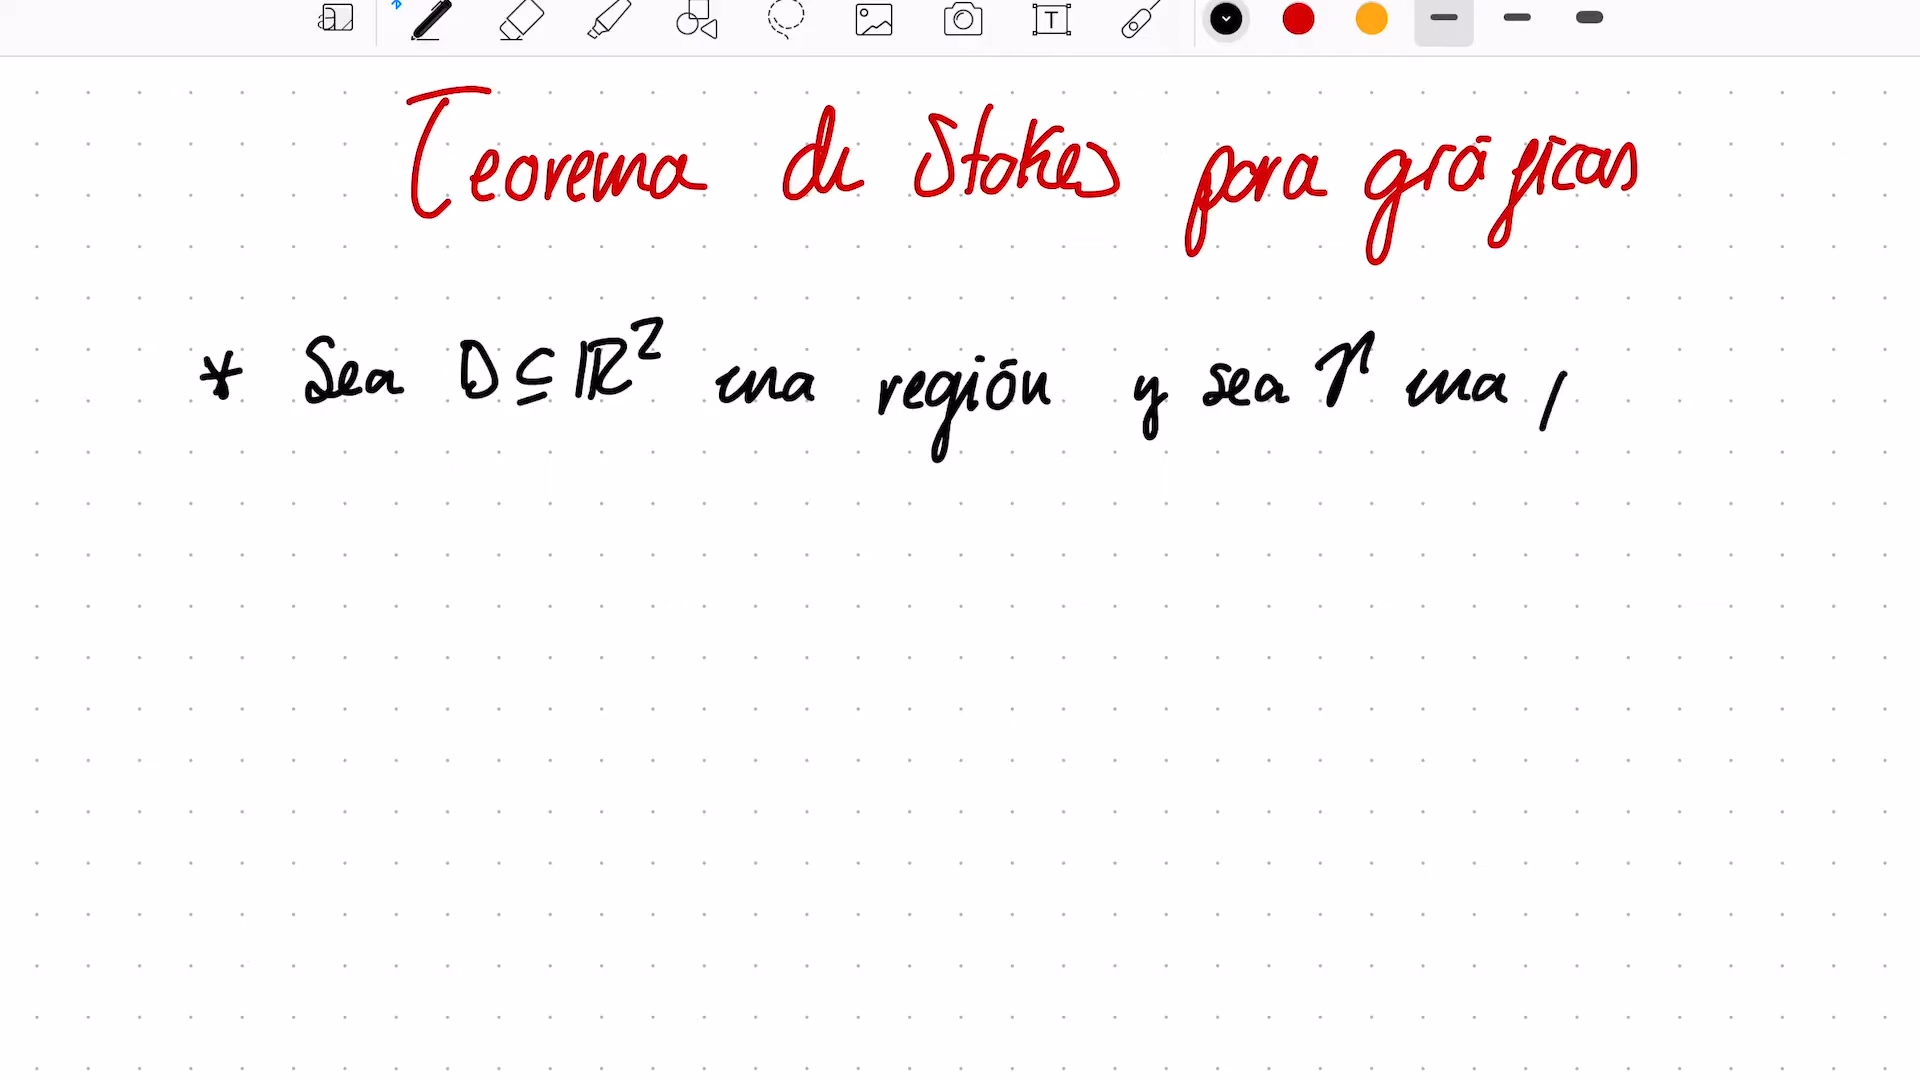 Teorema de Stokes para gráficas
* Sea D ⊆ ℝ² una región y sea γ una